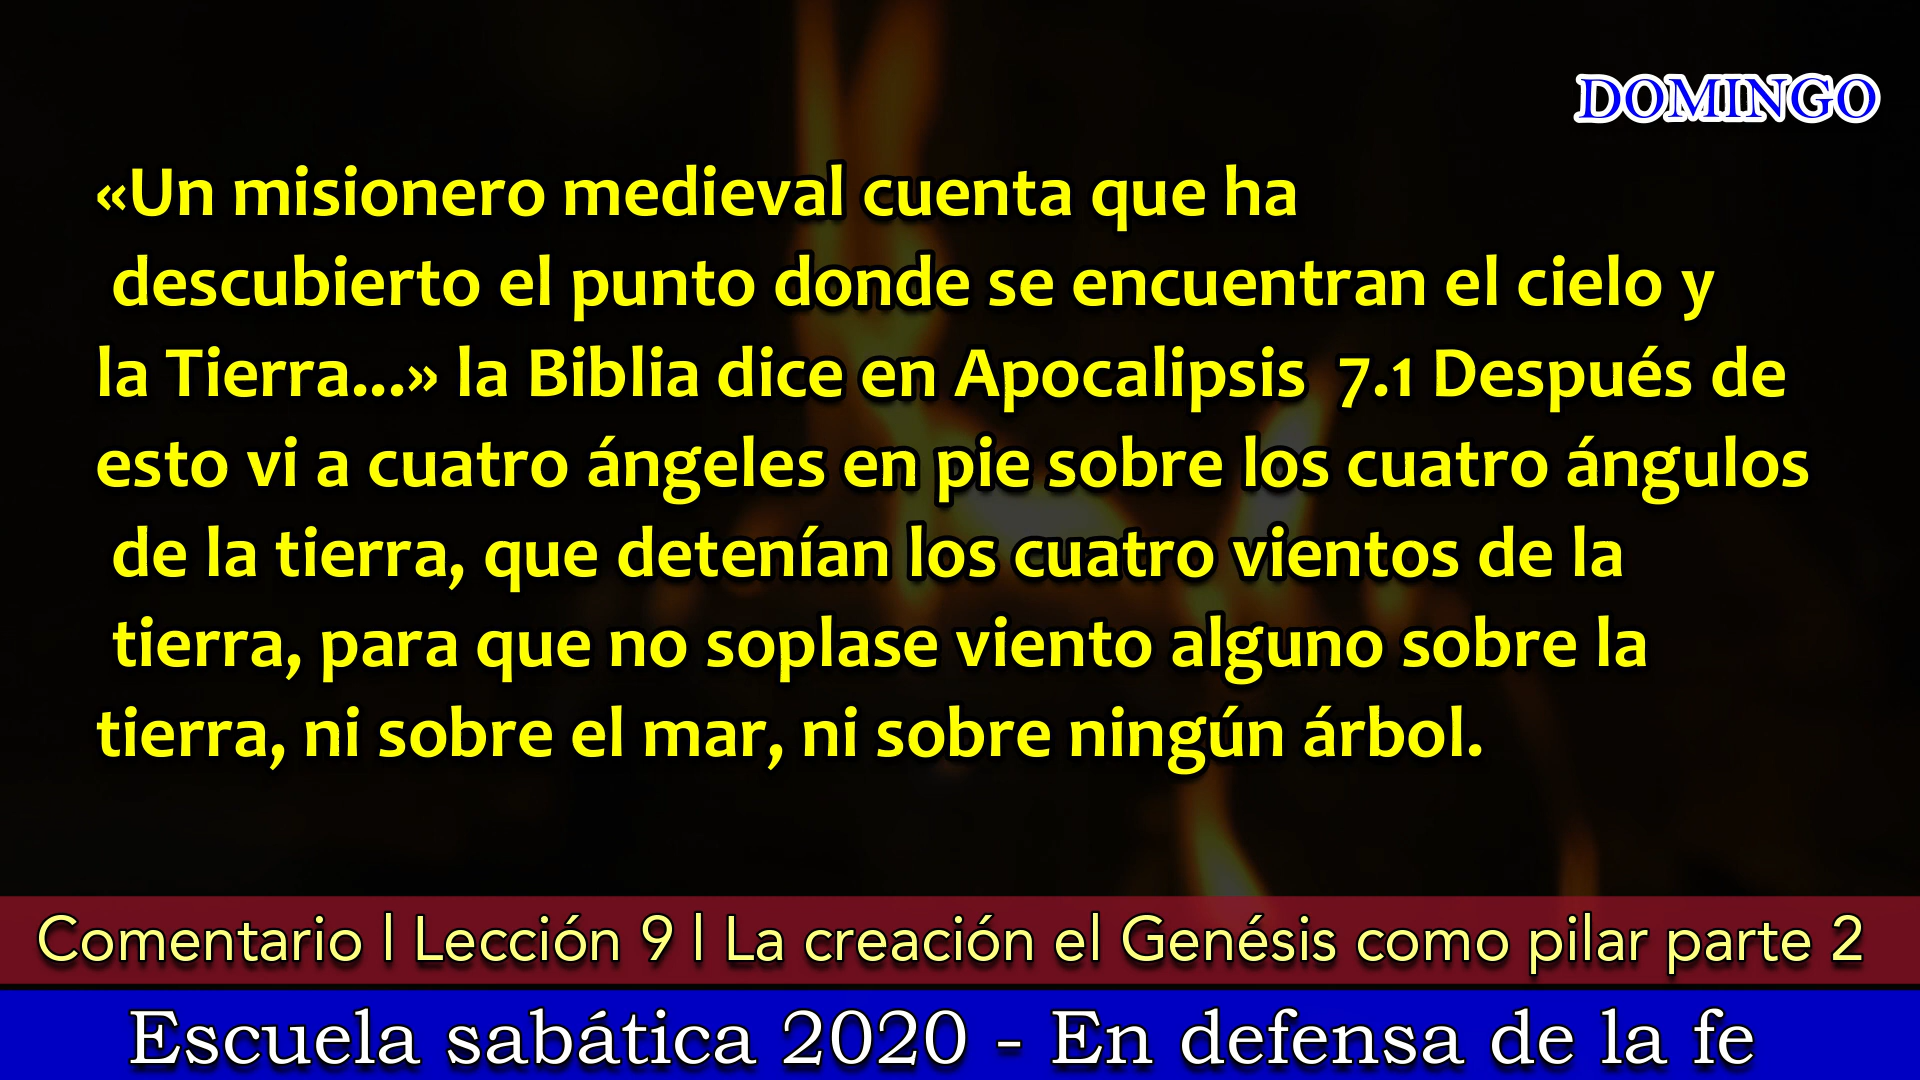 DOMINGO
«Un misionero medieval cuenta que ha
descubierto el punto donde se encuentran el cielo y
la Tierra...» la Biblia dice en Apocalipsis 7.1 Después de
esto vi a cuatro ángeles en pie sobre los cuatro ángulos
de la tierra, que detenían los cuatro vientos de la
tierra, para que no soplase viento alguno sobre la
tierra, ni sobre el mar, ni sobre ningún árbol.
Comentario l Lección 9 l La creación el Genésis como pilar parte 2
Escuela sabática 2020 - En defensa de la fe